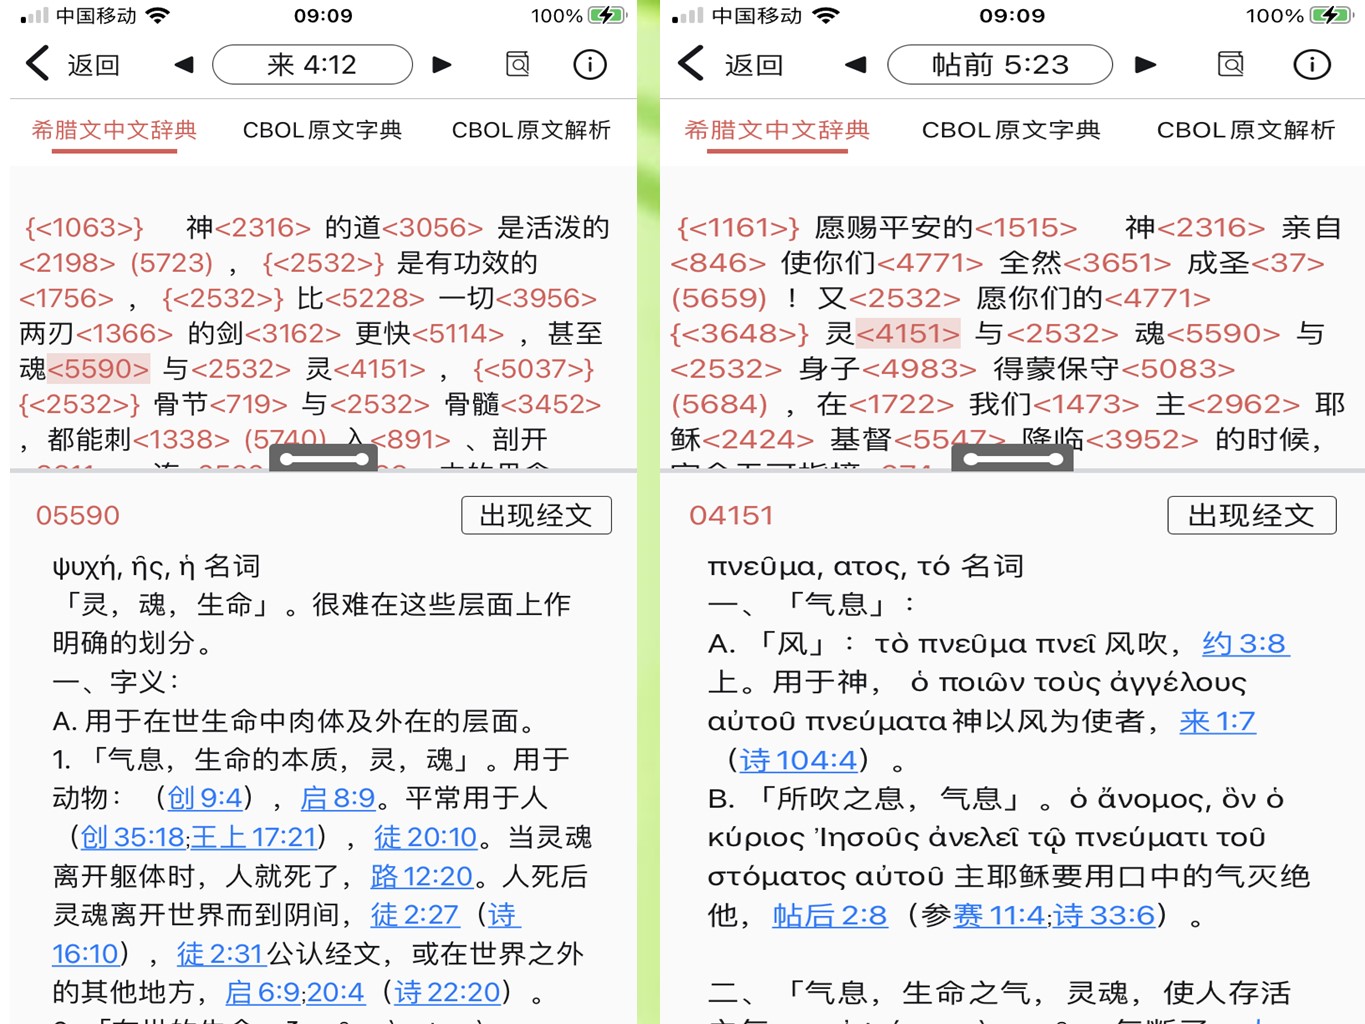 中国移动 09:09 100%
返回 来 4:12
希腊文中文辞典 CBOL原文字典 CBOL原文解析
{<1063>} 神<2316> 的道<3056> 是活泼的
<2198> (5723) ，{<2532>} 是有功效的
<1756> ，{<2532>} 比<5228> 一切<3956>
两刃<1366> 的剑<3162> 更快<5114> ，甚至
魂<5590> 与<2532> 灵<4151> ，{<5037>}
{<2532>} 骨节<719> 与<2532> 骨髓<3452>
，都能刺<1338> (5740) 入<891> 、剖开
05590 出现经文
ψυχή, ῆς, ἡ 名词
「灵，魂，生命」。很难在这些层面上作
明确的划分。
一、字义：
A. 用于在世生命中肉体及外在的层面。
1. 「气息，生命的本质，灵，魂」。用于
动物：（创 9:4），启 8:9。平常用于人
（创 35:18;王上 17:21），徒 20:10。当灵魂
离开躯体时，人就死了，路 12:20。人死后
灵魂离开世界而到阴间，徒 2:27（诗
16:10），徒 2:31公认经文，或在世界之外
的其他地方，启 6:9;20:4（诗 22:20）。
中国移动 09:09 100%
返回 帖前 5:23
希腊文中文辞典 CBOL原文字典 CBOL原文解析
{<1161>} 愿赐平安的<1515> 神<2316> 亲自
<846> 使你们<4771> 全然<3651> 成圣<37>
(5659) ！又<2532> 愿你们的<4771>
{<3648>} 灵<4151> 与<2532> 魂<5590> 与
<2532> 身子<4983> 得蒙保守<5083>
(5684) ，在<1722> 我们<1473> 主<2962> 耶
稣<2424> 基督<5547> 降临<3952> 的时候，
04151 出现经文
πνεῦμα, ατος, τό 名词
一、「气息」：
A. 「风」：τὸ πνεῦμα πνεῖ 风吹，约 3:8
上。用于神， ὁ ποιῶν τοὺς ἀγγέλους
αὐτοῦ πνεύματα神以风为使者，来 1:7
（诗 104:4）。
B. 「所吹之息，气息」。ὁ ἄνομος, ὃν ὁ
κύριος Ἰησοῦς ἀνελεῖ τῷ πνεύματι τοῦ
στόματος αὐτοῦ 主耶稣要用口中的气灭绝
他，帖后 2:8（参赛 11:4;诗 33:6）。
二、「气息，生命之气，灵魂，使人存活